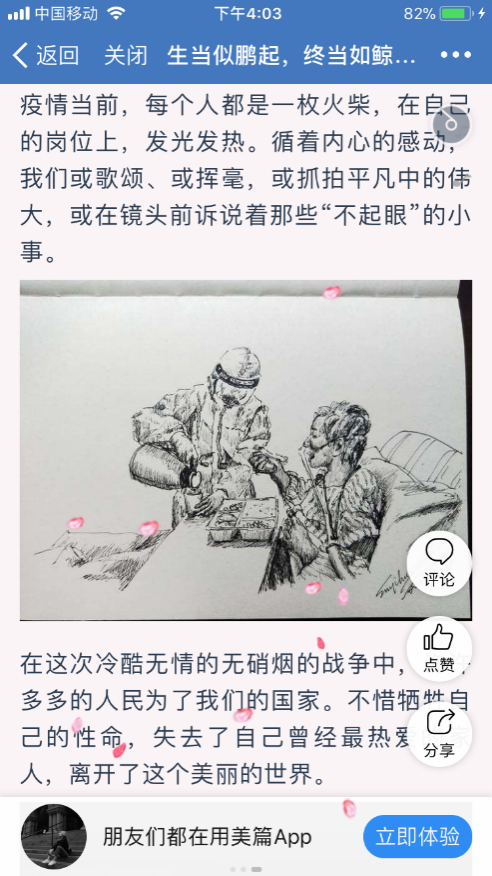 中国移动
下午4:03
82%
返回 关闭 生当似鹏起，终当如鲸...
疫情当前，每个人都是一枚火柴，在自己
的岗位上，发光发热。循着内心的感动，
我们或歌颂、或挥毫，或抓拍平凡中的伟
大，或在镜头前诉说着那些“不起眼”的小
事。
评论
点赞
在这次冷酷无情的无硝烟的战争中，
多多的人民为了我们的国家。不惜牺牲自
己的性命，失去了自己曾经最热爱
人，离开了这个美丽的世界。
分享
朋友们都在用美篇App
立即体验